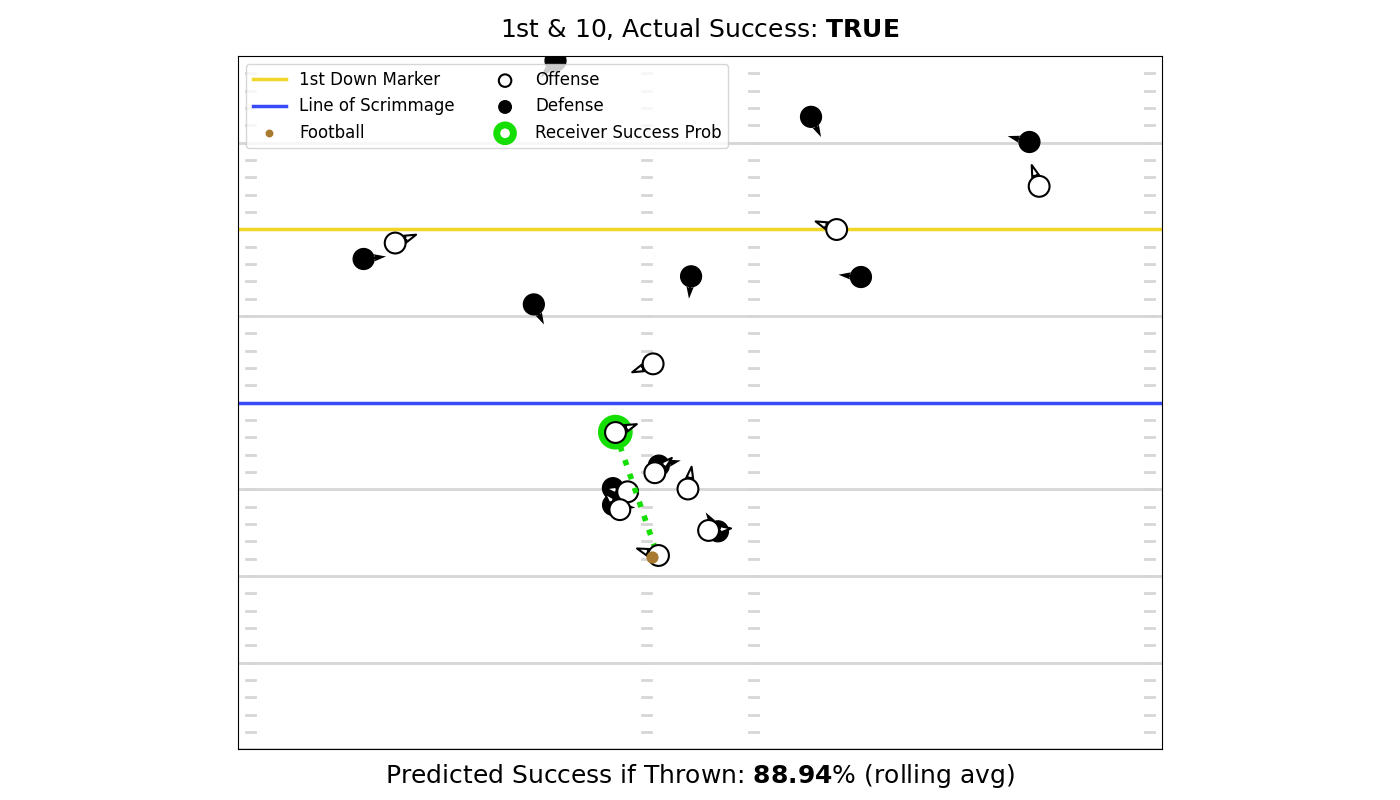 1st & 10, Actual Success: TRUE
1st Down Marker
Line of Scrimmage
Football
Offense
Defense
Receiver Success Prob
Predicted Success if Thrown: 88.94% (rolling avg)